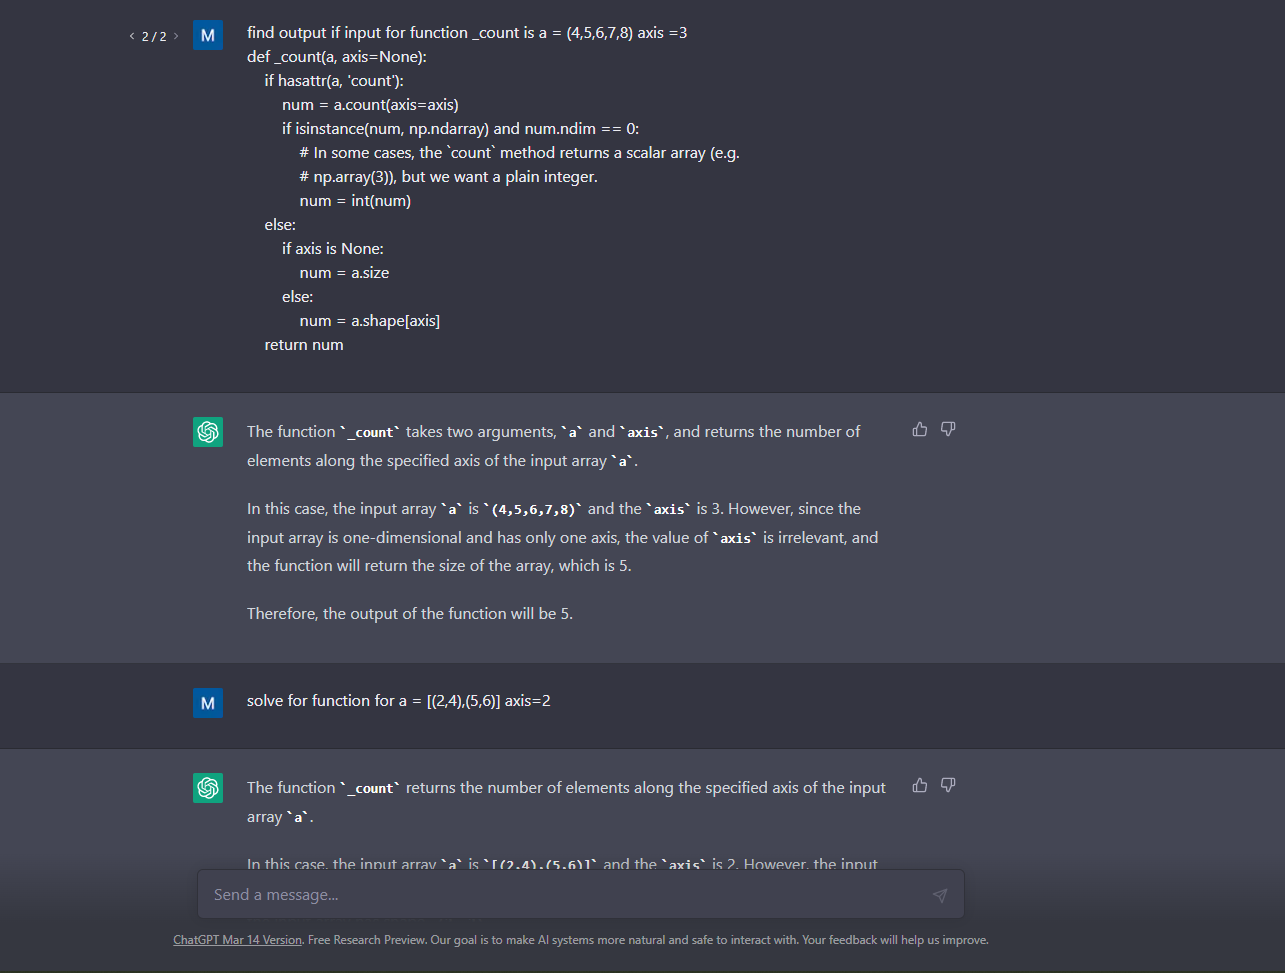 < 2 / 2 >
M
find output if input for function _count is a = (4,5,6,7,8) axis =3
def _count(a, axis=None):
if hasattr(a, 'count'):
num = a.count(axis=axis)
if isinstance(num, np.ndarray) and num.ndim == 0:
# In some cases, the `count` method returns a scalar array (e.g.
# np.array(3)), but we want a plain integer.
num = int(num)
else:
if axis is None:
num = a.size
else:
num = a.shape[axis]
return num
The function `_count` takes two arguments, `a` and `axis`, and returns the number of
elements along the specified axis of the input array `a`.
In this case, the input array `a` is `(4,5,6,7,8)` and the `axis` is 3. However, since the
input array is one-dimensional and has only one axis, the value of `axis` is irrelevant, and
the function will return the size of the array, which is 5.
Therefore, the output of the function will be 5.
M
solve for function for a = [(2,4),(5,6)] axis=2
The function `_count` returns the number of elements along the specified axis of the input
array `a`.
In this case, the input array `a` is `[(2,4),(5,6)]` and the `axis` is 2. However, the input
Send a message...
ChatGPT Mar 14 Version. Free Research Preview. Our goal is to make AI systems more natural and safe to interact with. Your feedback will help us improve.